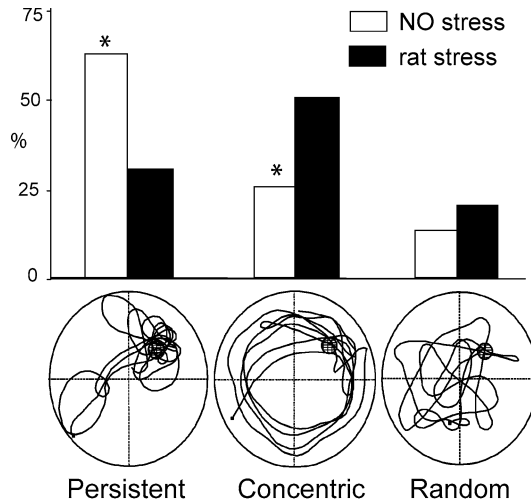 75
NO stress
rat stress
*
50
%
*
25
0
Persistent Concentric Random